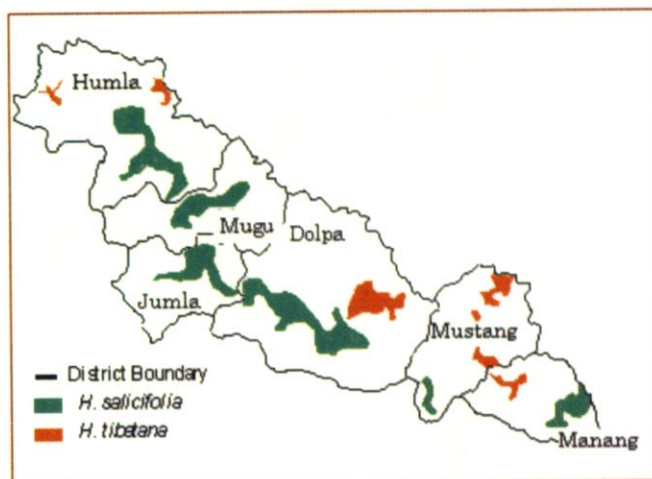 Humla
Mugu
Dolpa
Jumla
Mustang
Manang
District Boundary
H. salicifolia
H. tibetana